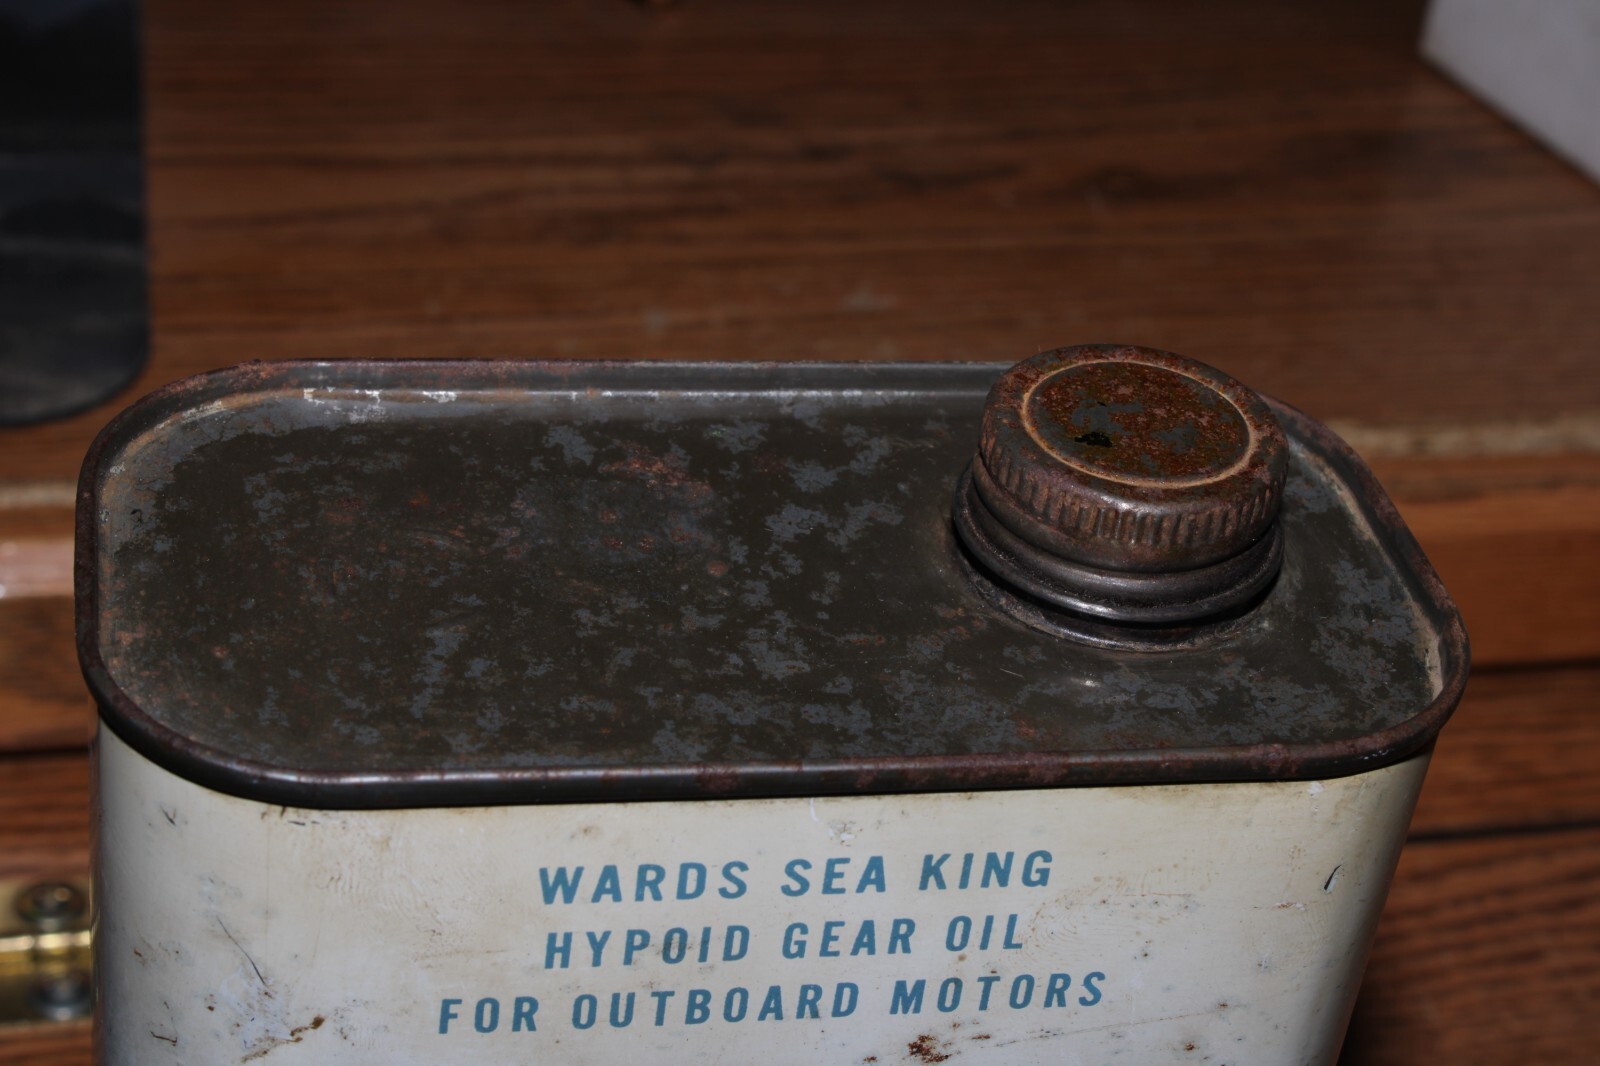 WARDS SEA KING
HYPOID GEAR OIL
FOR OUTBOARD MOTORS